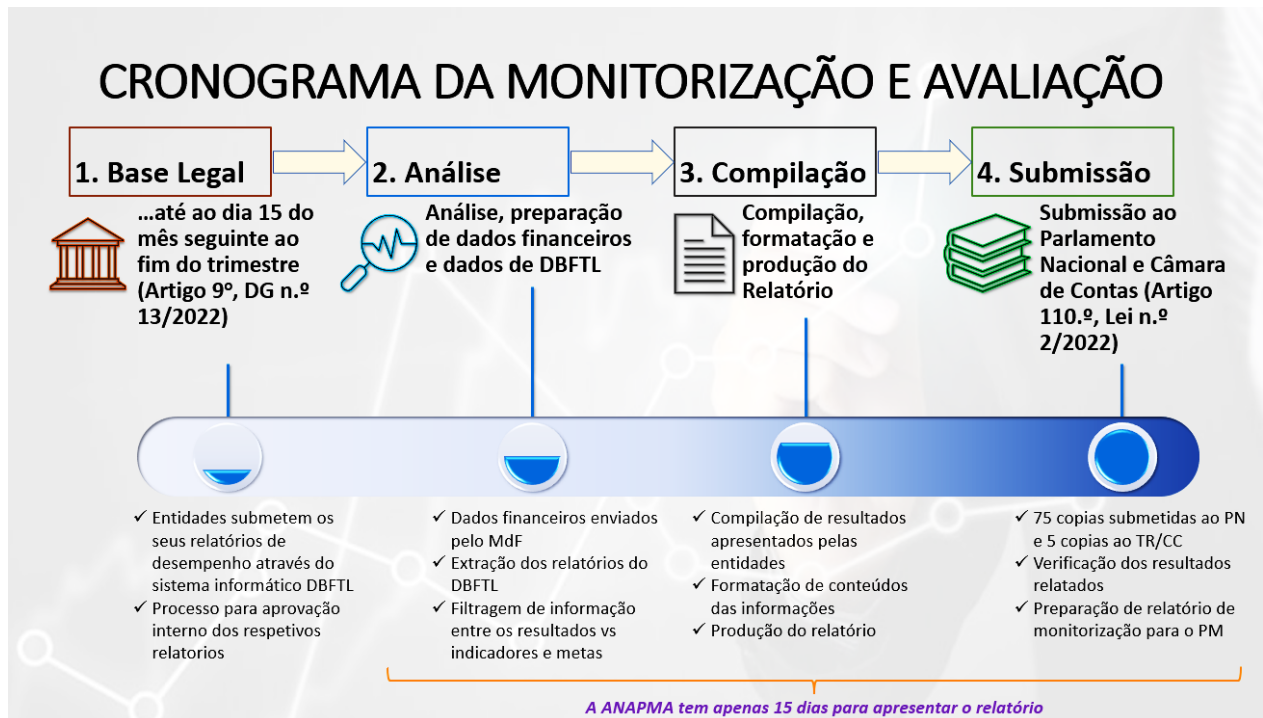 CRONOGRAMA DA MONITORIZAÇÃO E AVALIAÇÃO
1. Base Legal
2. Análise
3. Compilação
4. Submissão
...até ao dia 15 do
mês seguinte ao
fim do trimestre
(Artigo 9º, DG n.º
13/2022)
Análise, preparação
de dados financeiros
e dados de DBFTL
Compilação,
formatação e
produção do
Relatório
Submissão ao
Parlamento
Nacional e Câmara
de Contas (Artigo
110.º, Lei n.º
2/2022)
✓ Entidades submetem os
seus relatórios de
desempenho através do
sistema informático DBFTL
✓ Processo para aprovação
interno dos respetivos
relatorios
✓ Dados financeiros enviados
pelo MdF
✓ Extração dos relatórios do
DBFTL
✓ Filtragem de informação
entre os resultados vs
indicadores e metas
✓ Compilação de resultados
apresentados pelas
entidades
✓ Formatação de conteúdos
das informações
✓ Produção do relatório
✓ 75 copias submetidas ao PN
e 5 copias ao TR/CC
✓ Verificação dos resultados
relatados
✓ Preparação de relatório de
monitorização para o PM
A ANAPMA tem apenas 15 dias para apresentar o relatório